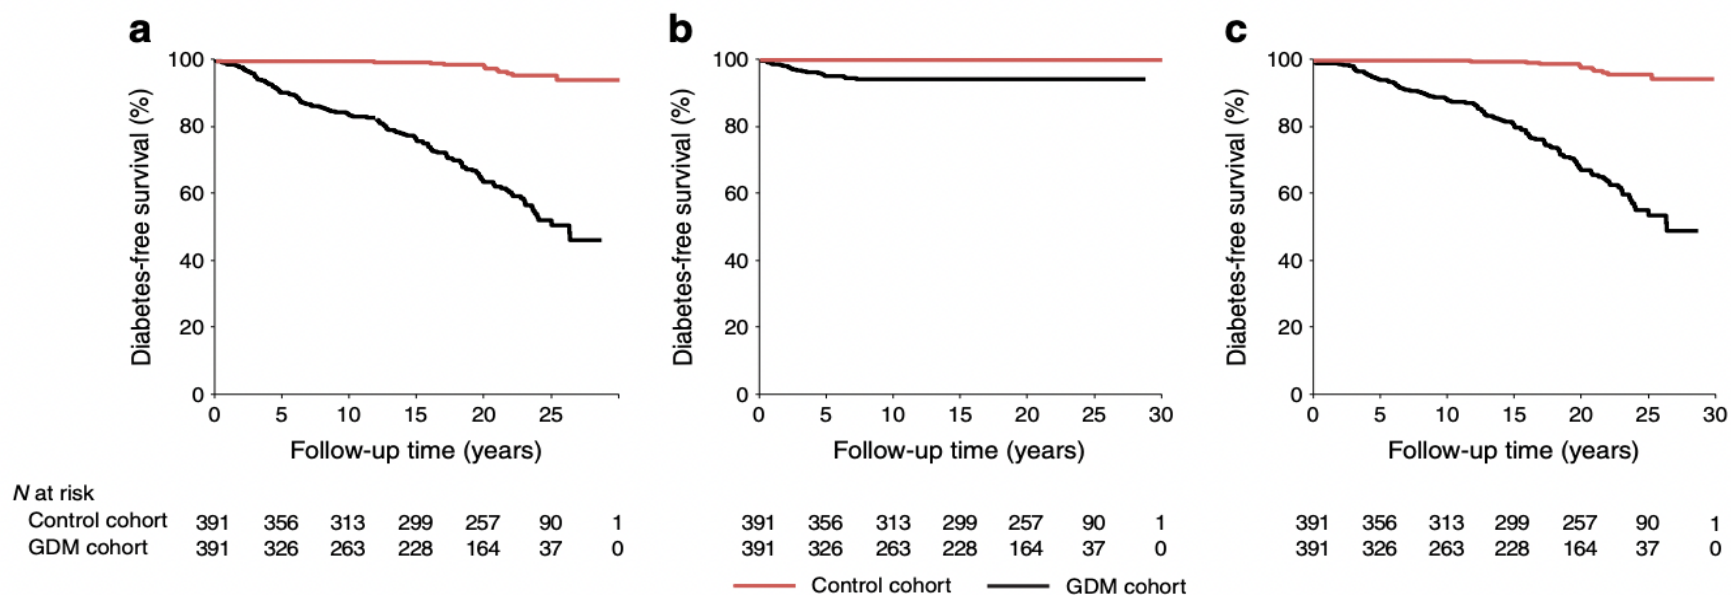 a b c
100 100 100
80 80 80
60 60 60
40 40 40
20 20 20
0 0 0
Diabetes-free survival (%) Diabetes-free survival (%) Diabetes-free survival (%)
0 5 10 15 20 25 0 5 10 15 20 25 30 0 5 10 15 20 25 30
Follow-up time (years) Follow-up time (years) Follow-up time (years)
N at risk
Control cohort 391 356 313 299 257 90 1 391 356 313 299 257 90 1 391 356 313 299 257 90 1
GDM cohort 391 326 263 228 164 37 0 391 326 263 228 164 37 0 391 326 263 228 164 37 0
Control cohort GDM cohort